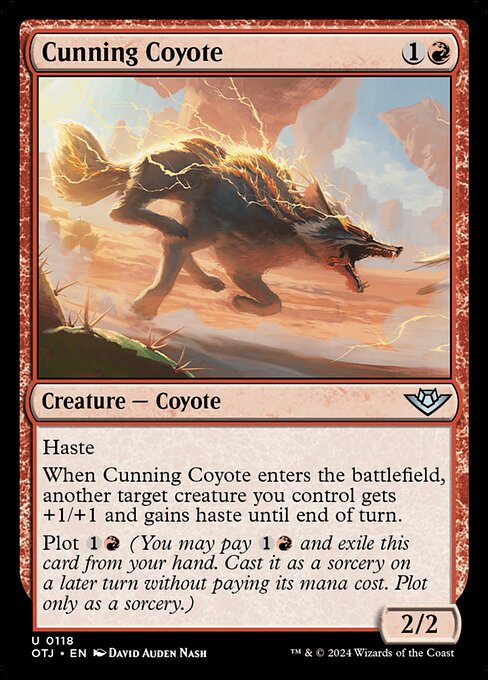 Cunning Coyote 1
Creature — Coyote
Haste
When Cunning Coyote enters the battlefield,
another target creature you control gets
+1/+1 and gains haste until end of turn.
Plot 1 (You may pay 1 and exile this
card from your hand. Cast it as a sorcery on
a later turn without paying its mana cost. Plot
only as a sorcery.)
2/2
U 0118
OTJ • EN DAVID AUDEN NASH ™ & © 2024 Wizards of the Coast